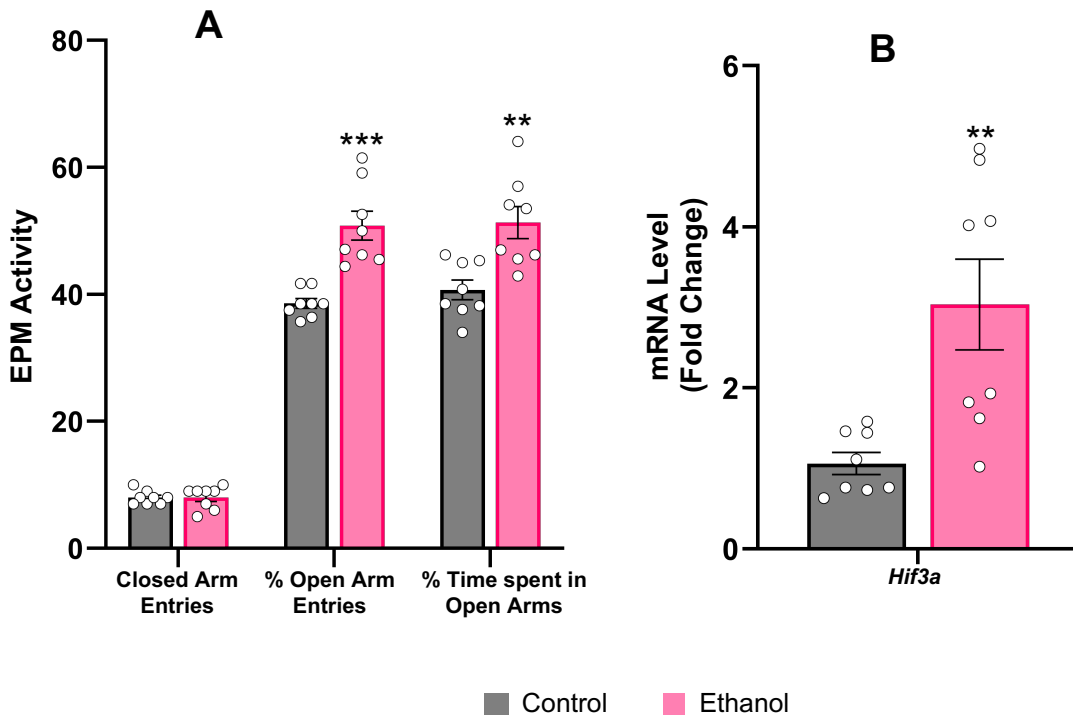 A
80
60
40
20
0
EPM Activity
***
**
Closed Arm
Entries
% Open Arm
Entries
% Time spent in
Open Arms
B
6
4
2
0
mRNA Level
(Fold Change)
**
Hif3a
Control
Ethanol